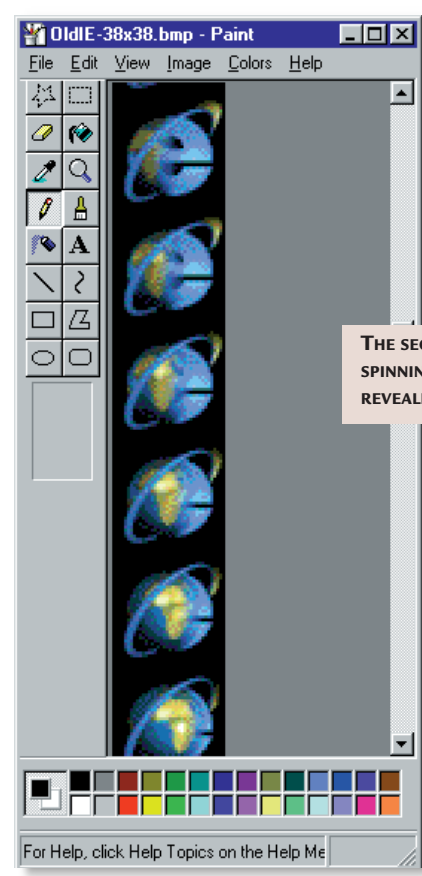 OldIE-38x38.bmp - Paint
File Edit View Image Colors Help
A
THE
SPINNIN
REVEAL
For Help, click Help Topics on the Help Me